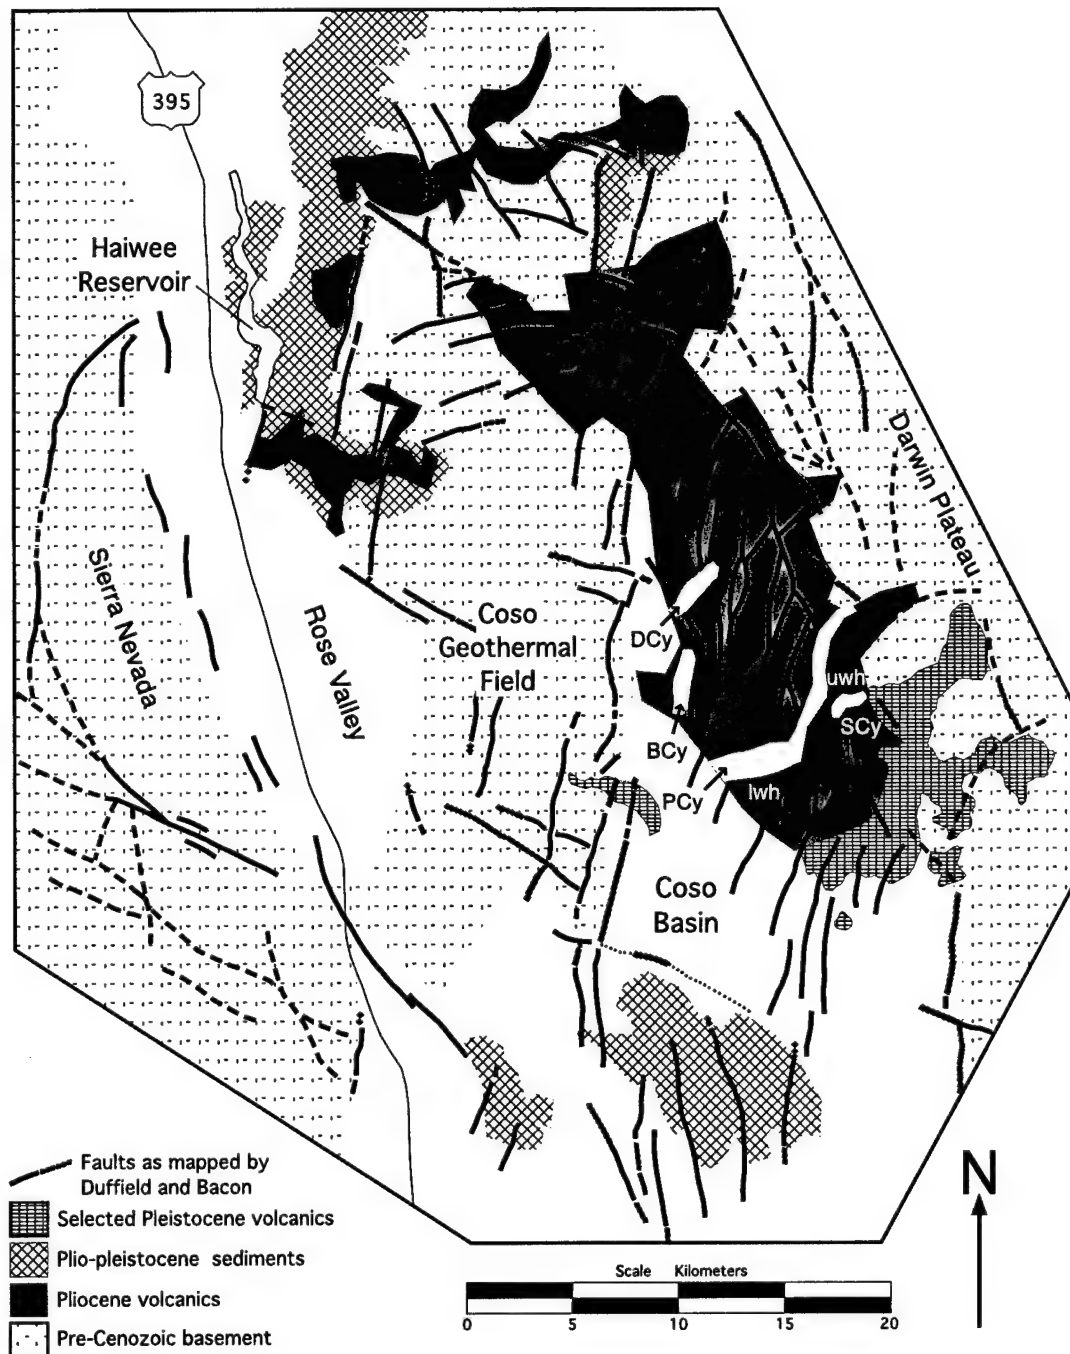 395
Haiwee
Reservoir
Darwin Plateau
Sierra Nevada
Rose Valley
Coso
Geothermal
Field
DCy
BCy
PCy
uwh
SCy
lwh
Coso
Basin
Faults as mapped by
Duffield and Bacon
Selected Pleistocene volcanics
Plio-pleistocene sediments
Pliocene volcanics
Pre-Cenozoic basement
Scale Kilometers
0 5 10 15 20
N